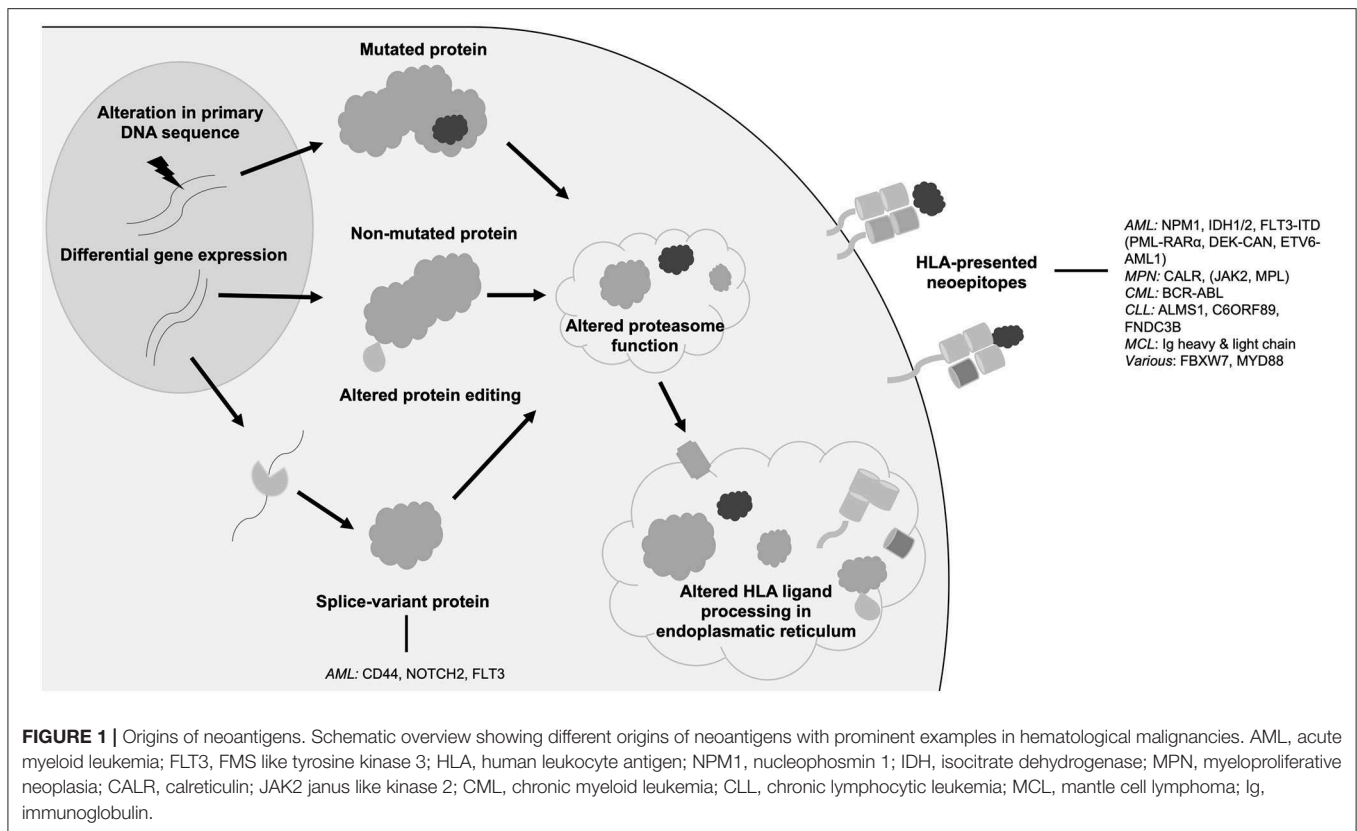 Mutated protein
Alteration in primary
DNA sequence
Differential gene expression
Non-mutated protein
Altered protein editing
Altered proteasome
function
Splice-variant protein
AML: CD44, NOTCH2, FLT3
Altered HLA ligand
processing in
endoplasmatic reticulum
HLA-presented
neoepitopes
AML: NPM1, IDH1/2, FLT3-ITD
(PML-RARα, DEK-CAN, ETV6-
AML1)
MPN: CALR, (JAK2, MPL)
CML: BCR-ABL
CLL: ALMS1, C6ORF89,
FNDC3B
MCL: Ig heavy & light chain
Various: FBXW7, MYD88
FIGURE 1 | Origins of neoantigens. Schematic overview showing different origins of neoantigens with prominent examples in hematological malignancies. AML, acute
myeloid leukemia; FLT3, FMS like tyrosine kinase 3; HLA, human leukocyte antigen; NPM1, nucleophosmin 1; IDH, isocitrate dehydrogenase; MPN, myeloproliferative
neoplasia; CALR, calreticulin; JAK2 janus like kinase 2; CML, chronic myeloid leukemia; CLL, chronic lymphocytic leukemia; MCL, mantle cell lymphoma; Ig,
immunoglobulin.